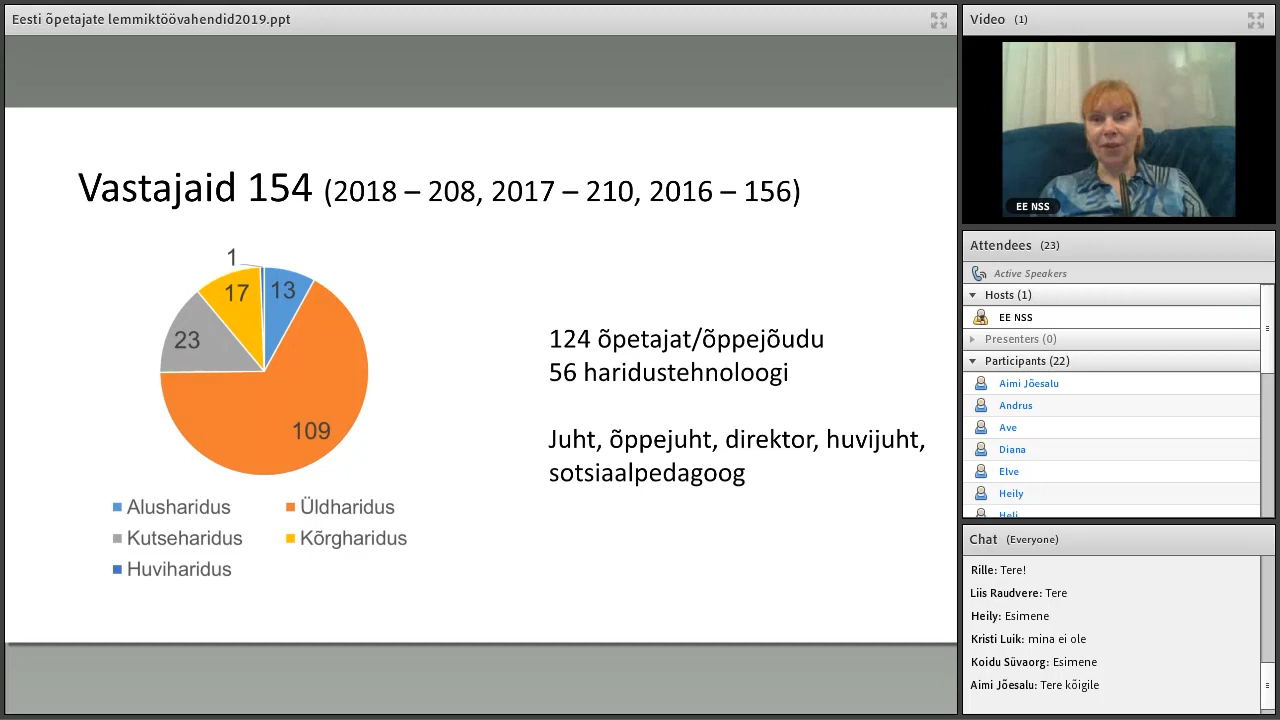 Eesti õpetajate lemmiktöövahendid2019.ppt
Vastajaid 154 (2018 – 208, 2017 – 210, 2016 – 156)
1
17
13
23
109
Alusharidus
Üldharidus
Kutseharidus
Kõrgharidus
Huviharidus
124 õpetajat/õppejõudu
56 haridustehnoloogi
Juht, õppejuht, direktor, huvijuht,
sotsiaalpedagoog
Video (1)
EE NSS
Attendees (23)
Active Speakers
Hosts (1)
EE NSS
Presenters (0)
Participants (22)
Aimi Jõesalu
Andrus
Ave
Diana
Elve
Heily
Heli
Chat (Everyone)
Rille: Tere!
Liis Raudvere: Tere
Heily: Esimene
Kristi Luik: mina ei ole
Koidu Süvaorg: Esimene
Aimi Jõesalu: Tere kõigile